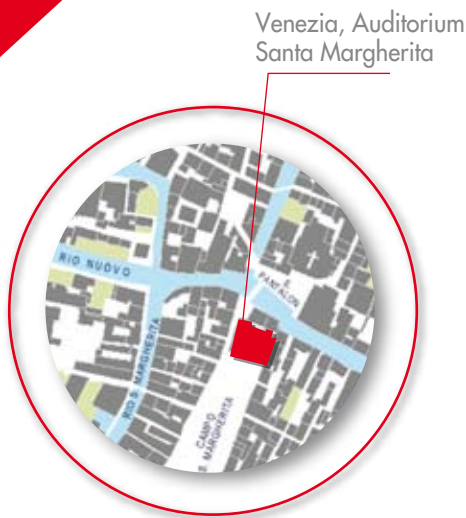 Venezia, Auditorium
Santa Margherita
RIO NUOVO
S.
PANTALON
RIO S. MARGHERITA
CAMPO
S. MARGHERITA